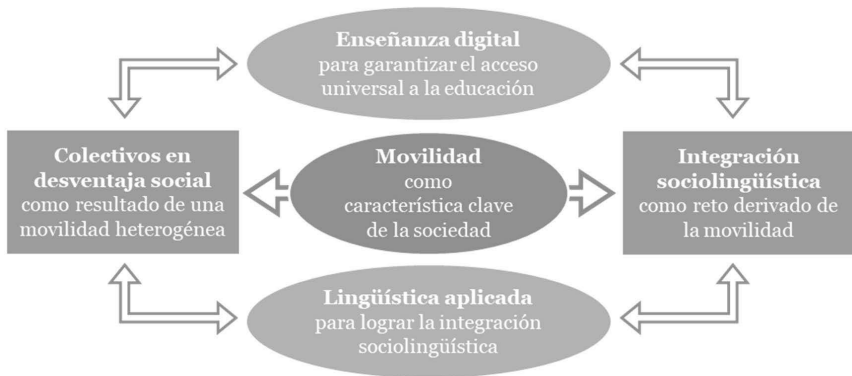 Enseñanza digital
para garantizar el acceso
universal a la educación
Colectivos en
desventaja social
como resultado de una
movilidad heterogénea
Movilidad
como
característica clave
de la sociedad
Integración
sociolingüística
como reto derivado de
la movilidad
Lingüística aplicada
para lograr la integración
sociolingüística